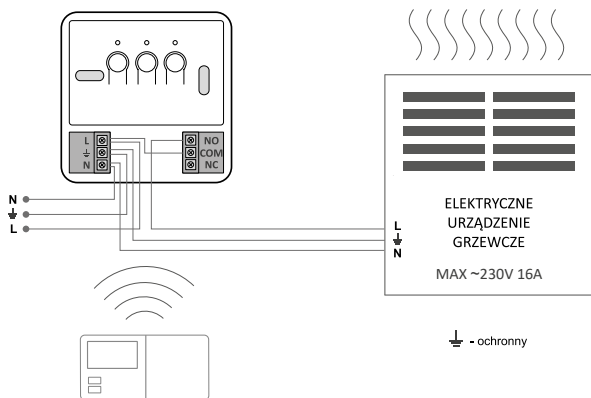 L
N
NO
COM
NC
N
L
L
N
ELEKTRYCZNE
URZĄDZENIE
GRZEWCZE
MAX ~230V 16A
- ochronny